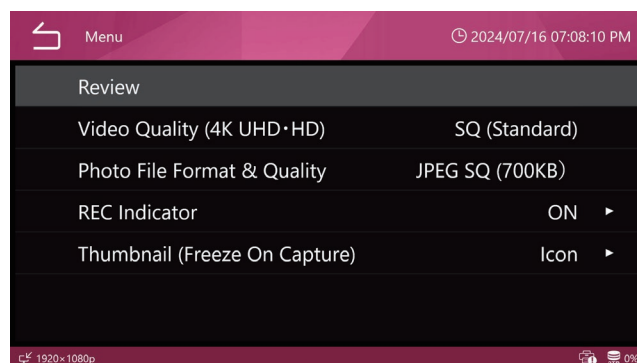 Menu
2024/07/16 07:08:10 PM
Review
Video Quality (4K UHD･HD) SQ (Standard)
Photo File Format & Quality JPEG SQ (700KB）
REC Indicator ON ►
Thumbnail (Freeze On Capture) Icon ►
1920×1080p
0%